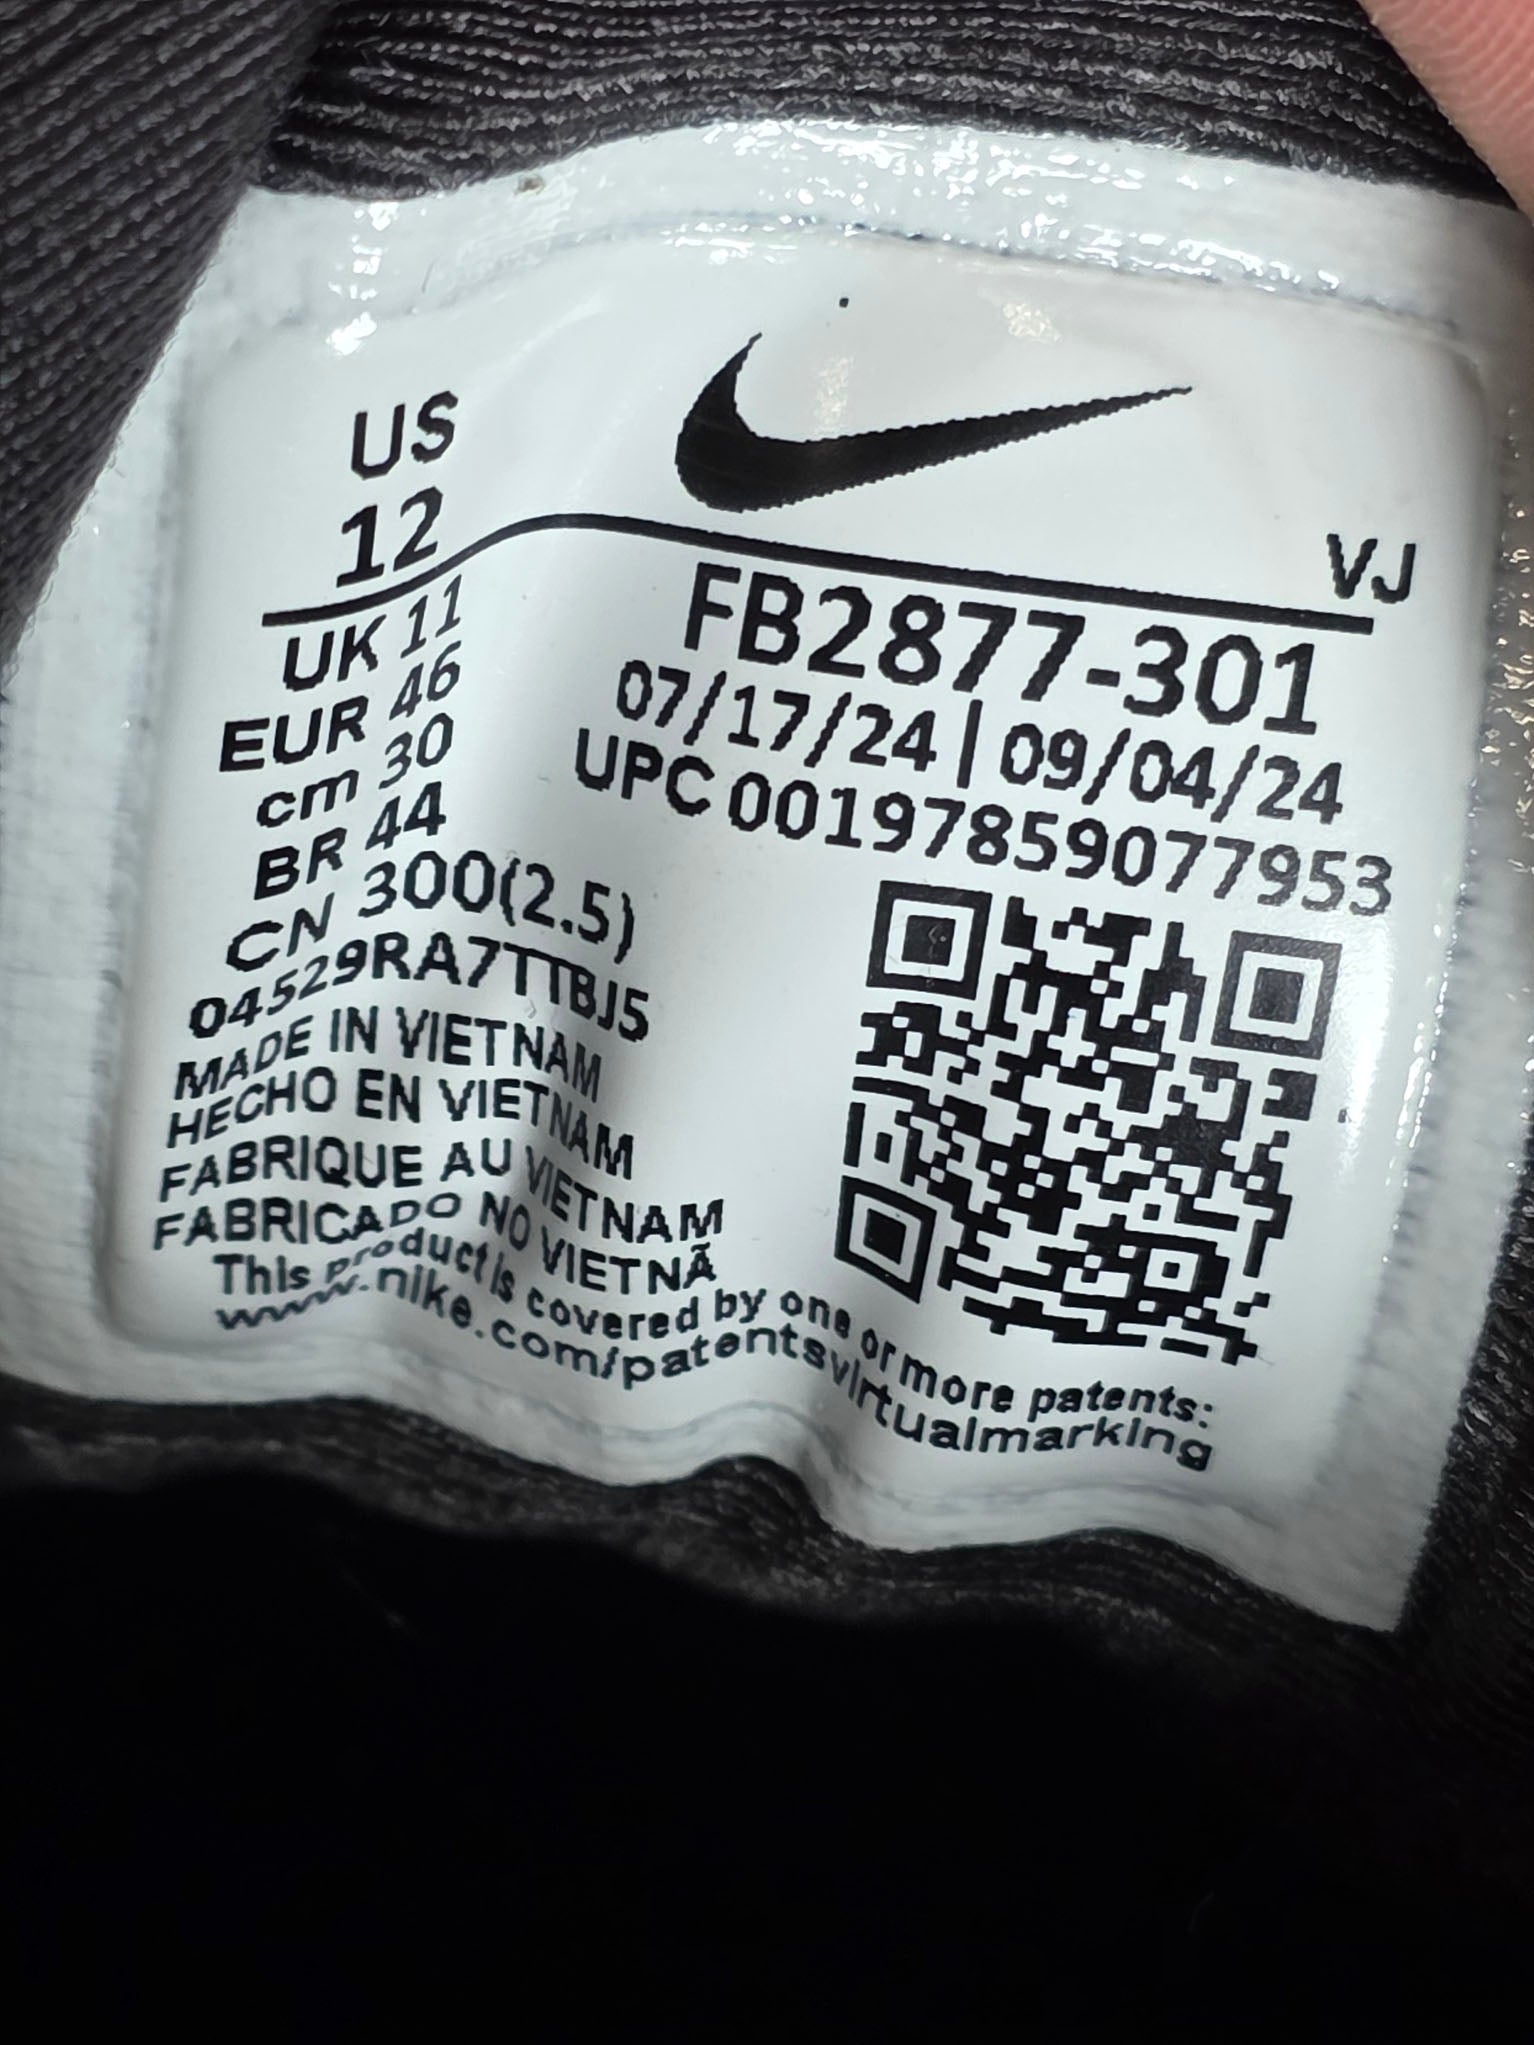 US
12
UK 11
EUR 46
cm 30
BR 44
CN 300(2.5)
04529RA7TTBJ5
MADE IN VIETNAM
HECHO EN VIETNAM
FABRIQUE AU VIETNAM
FABRICADO NO VIETNÃ
VJ
FB2877-301
07/17/24 | 09/04/24
UPC 00197859077953
This product is covered by one or more patents:
www.nike.com/patentsvirtualmarking